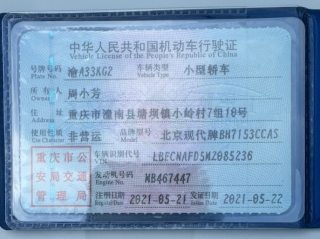 中华人民共和国机动车行驶证
Vehicle License of the People's Republic of China
号牌号码 渝A33KG2 车辆类型 小型轿车
Plate No. Vehicle Type
所有人 周小芳
Owner
住址 重庆市潼南县塘坝镇小岭村7组10号
Address
使用性质 非营运 品牌型号 北京现代牌BH7153CCAS
Use Character Model
重庆市公 车辆识别代号 LBECNAFD5MZ085236
VIN
安局交通 发动机号码 MB467447
Engine No.
管理局 注册日期 2021-05-21 发证日期 2021-05-22
Register Date Issue Date